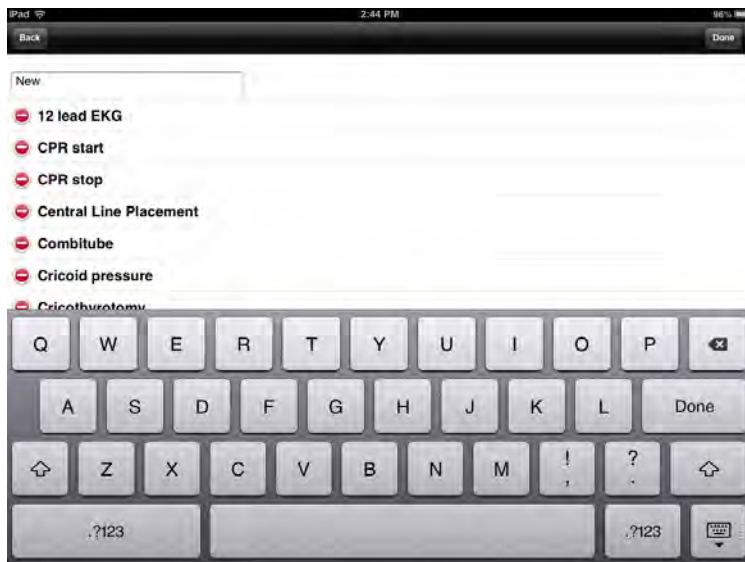 iPad 2:44 PM 96%
Back Done
New
12 lead EKG
CPR start
CPR stop
Central Line Placement
Combitube
Cricoid pressure
Cricothyrotomy
Q W E R T Y U I O P
A S D F G H J K L Done
Z X C V B N M ! , ? .
.?123 .?123